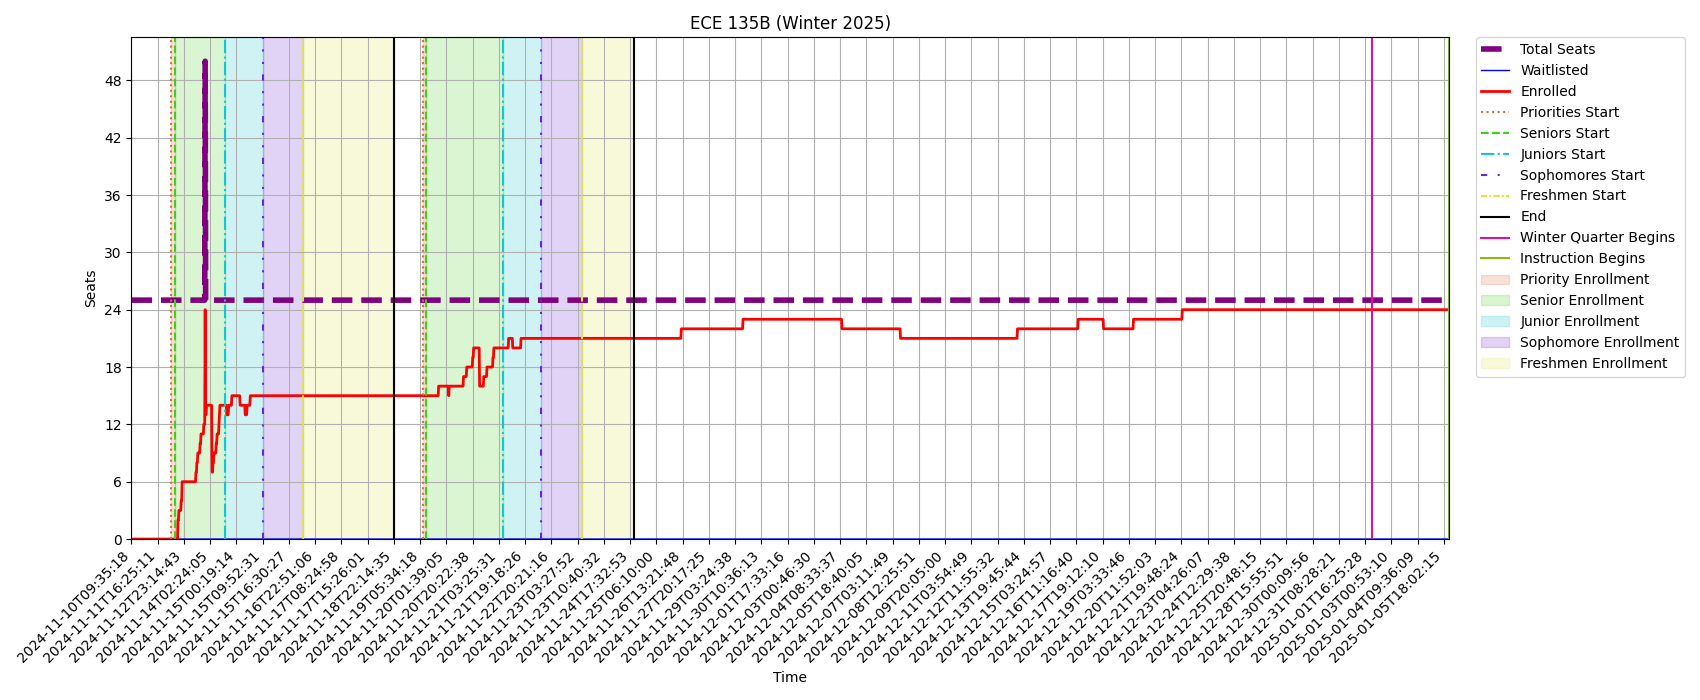 ECE 135B (Winter 2025)
Seats
48
42
36
30
24
18
12
6
0
2024-11-10T09:35:18
2024-11-11T16:25:11
2024-11-12T23:14:43
2024-11-14T02:24:05
2024-11-15T00:19:14
2024-11-15T09:52:31
2024-11-15T16:30:27
2024-11-16T22:51:06
2024-11-17T08:24:58
2024-11-17T15:26:01
2024-11-18T22:14:35
2024-11-19T05:34:18
2024-11-20T01:39:05
2024-11-20T20:22:38
2024-11-21T03:25:31
2024-11-21T19:18:26
2024-11-22T20:21:16
2024-11-23T03:27:52
2024-11-23T10:40:32
2024-11-24T17:32:53
2024-11-25T06:10:00
2024-11-26T13:21:48
2024-11-27T20:17:25
2024-11-29T03:24:38
2024-11-30T10:36:13
2024-12-01T17:33:16
2024-12-03T00:46:30
2024-12-04T08:33:37
2024-12-05T18:40:05
2024-12-07T03:11:49
2024-12-08T12:25:51
2024-12-09T20:05:00
2024-12-11T03:54:49
2024-12-12T11:55:32
2024-12-13T19:45:44
2024-12-15T03:24:57
2024-12-16T11:16:40
2024-12-17T19:12:10
2024-12-19T03:33:46
2024-12-20T11:52:03
2024-12-21T19:48:24
2024-12-23T04:26:07
2024-12-24T12:29:38
2024-12-25T20:48:15
2024-12-28T15:55:51
2024-12-30T00:09:56
2024-12-31T08:28:21
2025-01-01T16:25:28
2025-01-03T00:53:10
2025-01-04T09:36:09
2025-01-05T18:02:15
Time
Total Seats
Waitlisted
Enrolled
Priorities Start
Seniors Start
Juniors Start
Sophomores Start
Freshmen Start
End
Winter Quarter Begins
Instruction Begins
Priority Enrollment
Senior Enrollment
Junior Enrollment
Sophomore Enrollment
Freshmen Enrollment